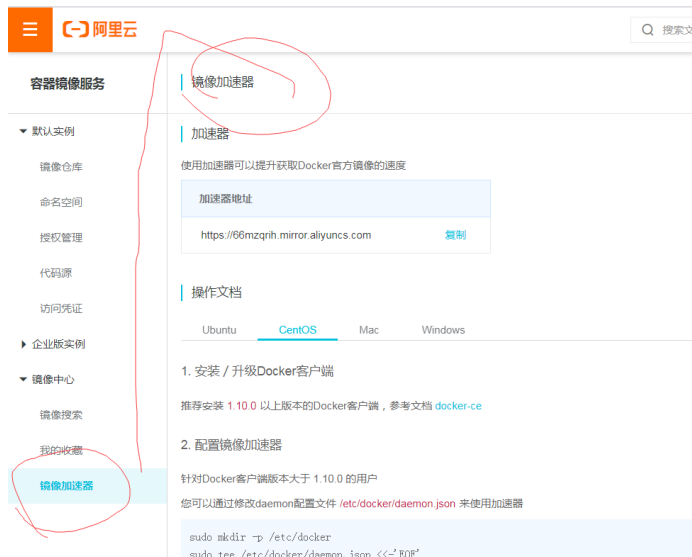 阿里云
搜索文
容器镜像服务
默认实例
镜像仓库
命名空间
授权管理
代码源
访问凭证
企业版实例
镜像中心
镜像搜索
我的收藏
镜像加速器
镜像加速器
加速器
使用加速器可以提升获取Docker官方镜像的速度
加速器地址
https://66mzqrih.mirror.aliyuncs.com 复制
操作文档
Ubuntu CentOS Mac Windows
1. 安装 / 升级Docker客户端
推荐安装 1.10.0 以上版本的Docker客户端，参考文档 docker-ce
2. 配置镜像加速器
针对Docker客户端版本大于 1.10.0 的用户
您可以通过修改daemon配置文件 /etc/docker/daemon.json 来使用加速器
sudo mkdir -p /etc/docker
sudo tee /etc/docker/daemon.json <<-'EOF'